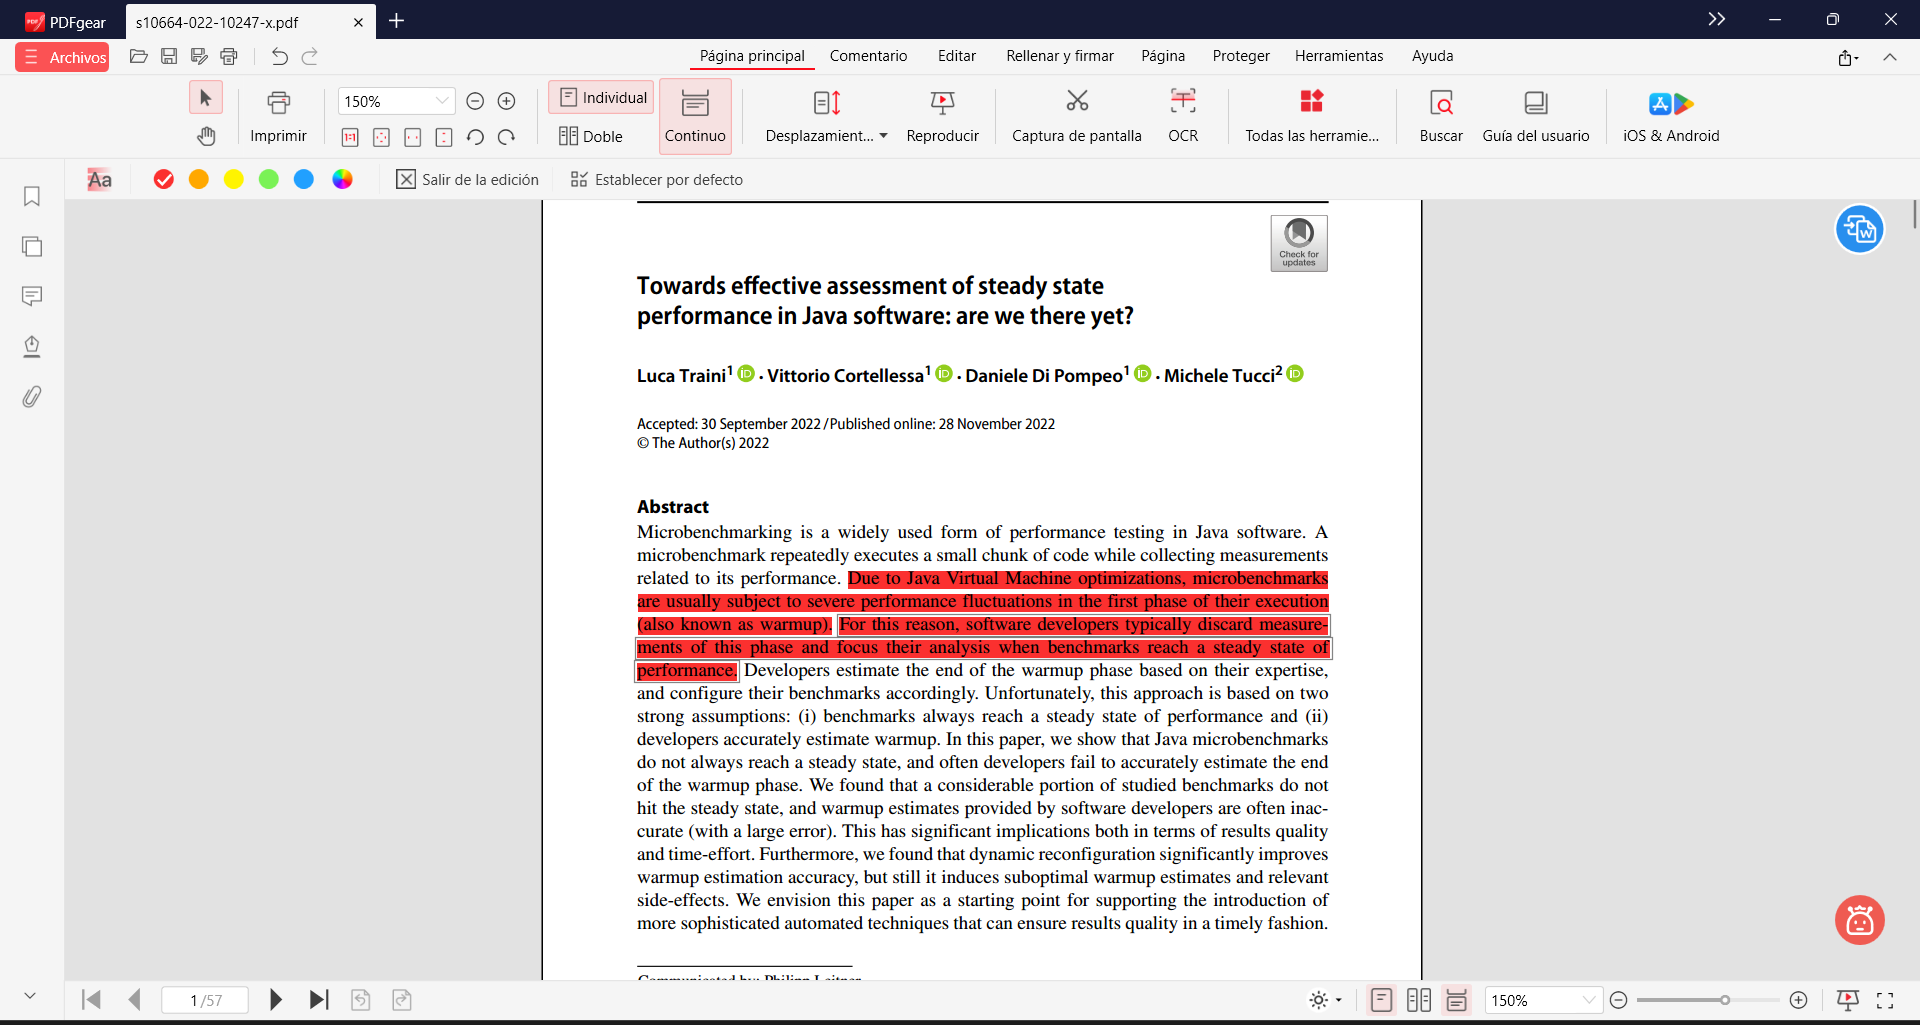 PDFgear s10664-022-10247-x.pdf
Archivos Página principal Comentario Editar Rellenar y firmar Página Proteger Herramientas Ayuda
150% Individual
Imprimir 1:1 Doble Continuo Desplazamient... Reproducir Captura de pantalla OCR Todas las herramie... Buscar Guía del usuario iOS & Android
Aa Salir de la edición Establecer por defecto
Check for
updates
Towards effective assessment of steady state
performance in Java software: are we there yet?
Luca Traini¹ iD · Vittorio Cortellessa¹ iD · Daniele Di Pompeo¹ iD · Michele Tucci² iD
Accepted: 30 September 2022 / Published online: 28 November 2022
© The Author(s) 2022
Abstract
Microbenchmarking is a widely used form of performance testing in Java software. A
microbenchmark repeatedly executes a small chunk of code while collecting measurements
related to its performance. Due to Java Virtual Machine optimizations, microbenchmarks
are usually subject to severe performance fluctuations in the first phase of their execution
(also known as warmup). For this reason, software developers typically discard measure-
ments of this phase and focus their analysis when benchmarks reach a steady state of
performance. Developers estimate the end of the warmup phase based on their expertise,
and configure their benchmarks accordingly. Unfortunately, this approach is based on two
strong assumptions: (i) benchmarks always reach a steady state of performance and (ii)
developers accurately estimate warmup. In this paper, we show that Java microbenchmarks
do not always reach a steady state, and often developers fail to accurately estimate the end
of the warmup phase. We found that a considerable portion of studied benchmarks do not
hit the steady state, and warmup estimates provided by software developers are often inac-
curate (with a large error). This has significant implications both in terms of results quality
and time-effort. Furthermore, we found that dynamic reconfiguration significantly improves
warmup estimation accuracy, but still it induces suboptimal warmup estimates and relevant
side-effects. We envision this paper as a starting point for supporting the introduction of
more sophisticated automated techniques that can ensure results quality in a timely fashion.
Communicated by: Philipp Leitner
1 /57 150%